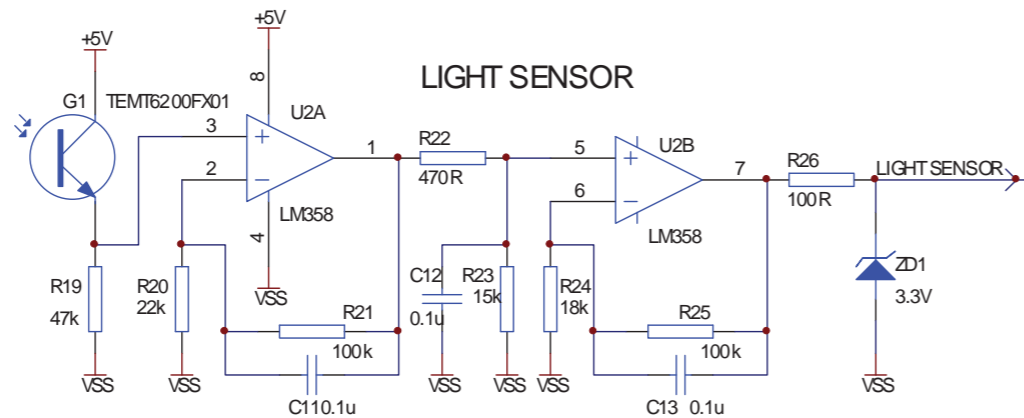 +5V
+5V
LIGHT SENSOR
G1
TEMT6200FX01
8
U2A
3
1
2
LM358
4
VSS
R22
470R
5
U2B
6
7
LM358
R26
100R
LIGHT SENSOR
R19
47k
R20
22k
R21
100k
C12
0.1u
R23
15k
R24
18k
R25
100k
ZD1
3.3V
VSS
VSS
C110.1u
VSS
VSS
VSS
C13 0.1u
VSS